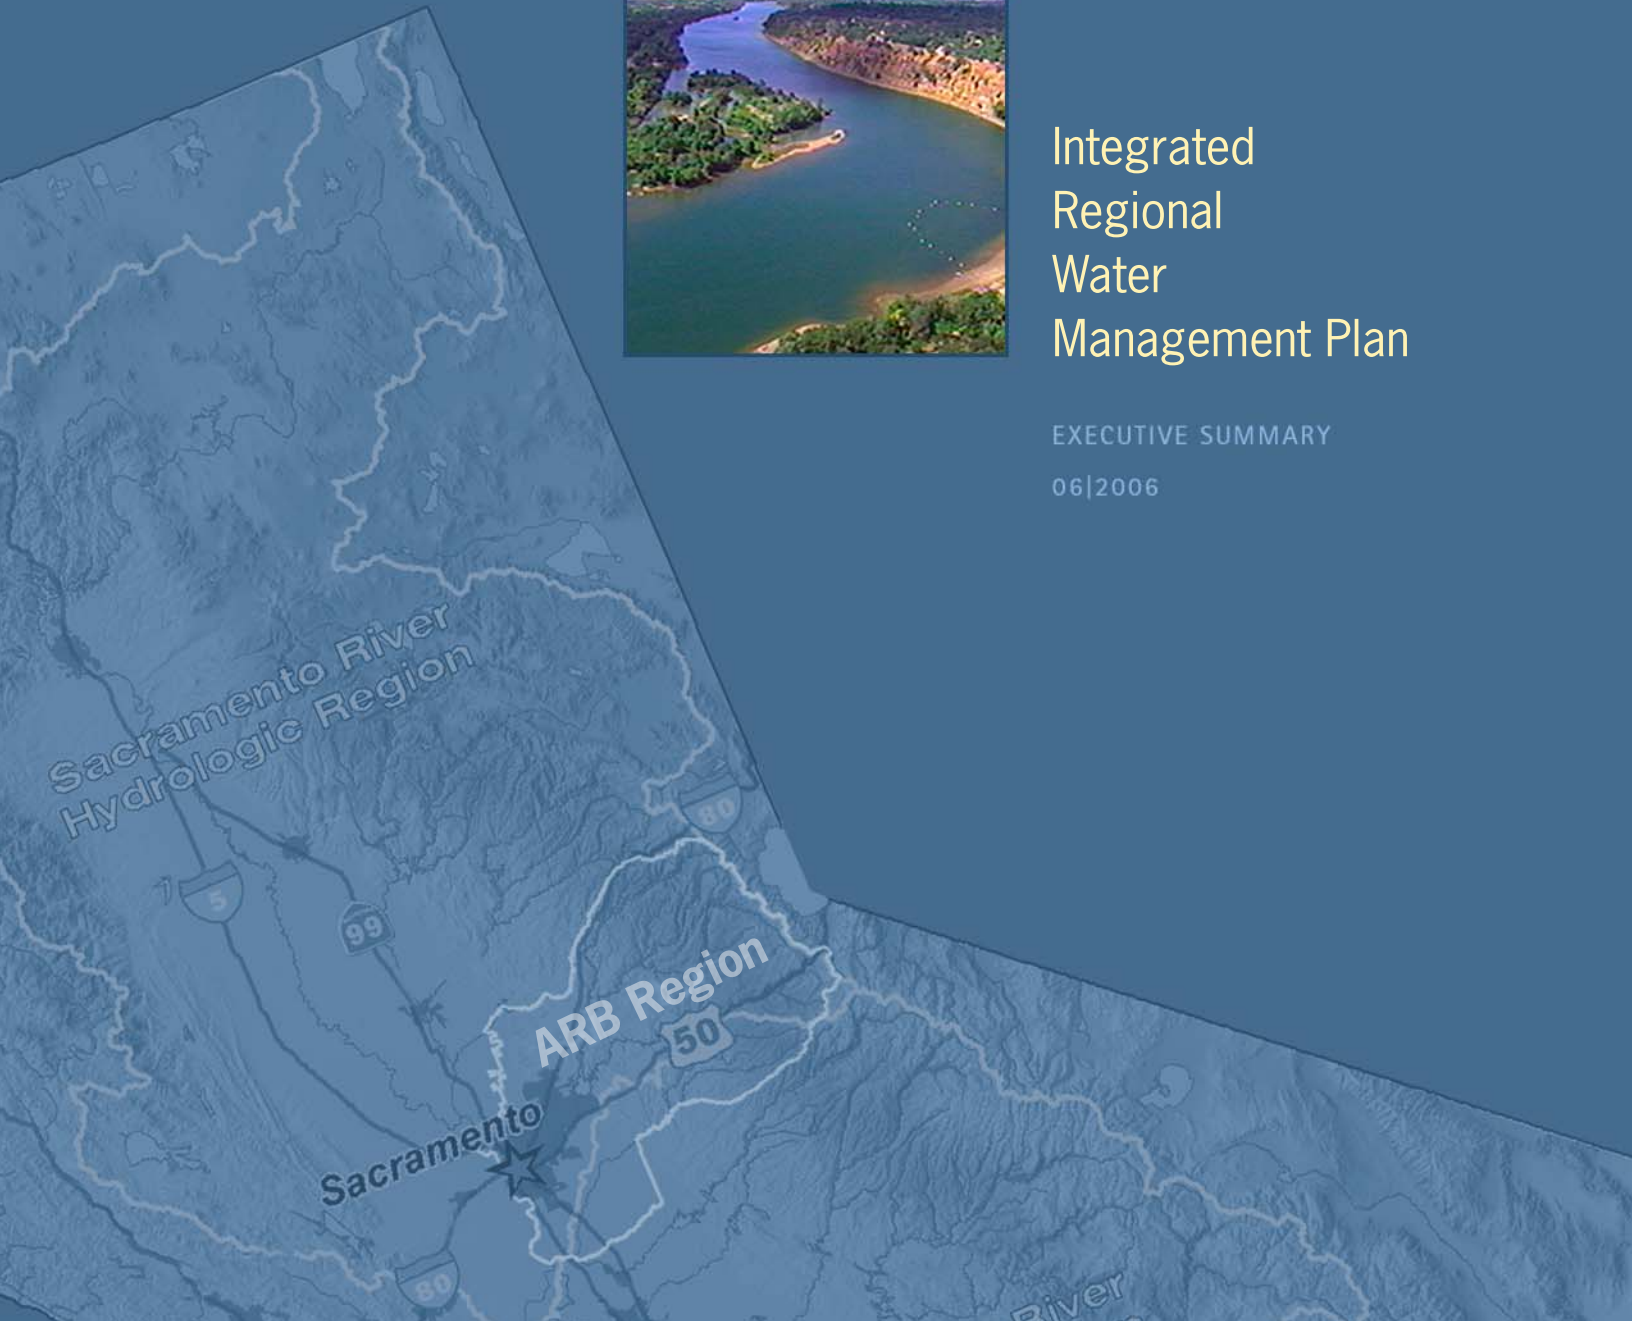 Integrated
Regional
Water
Management Plan
EXECUTIVE SUMMARY
06|2006
Sacramento River
Hydrologic Region
80
5
99
ARB Region
50
Sacramento
80
River